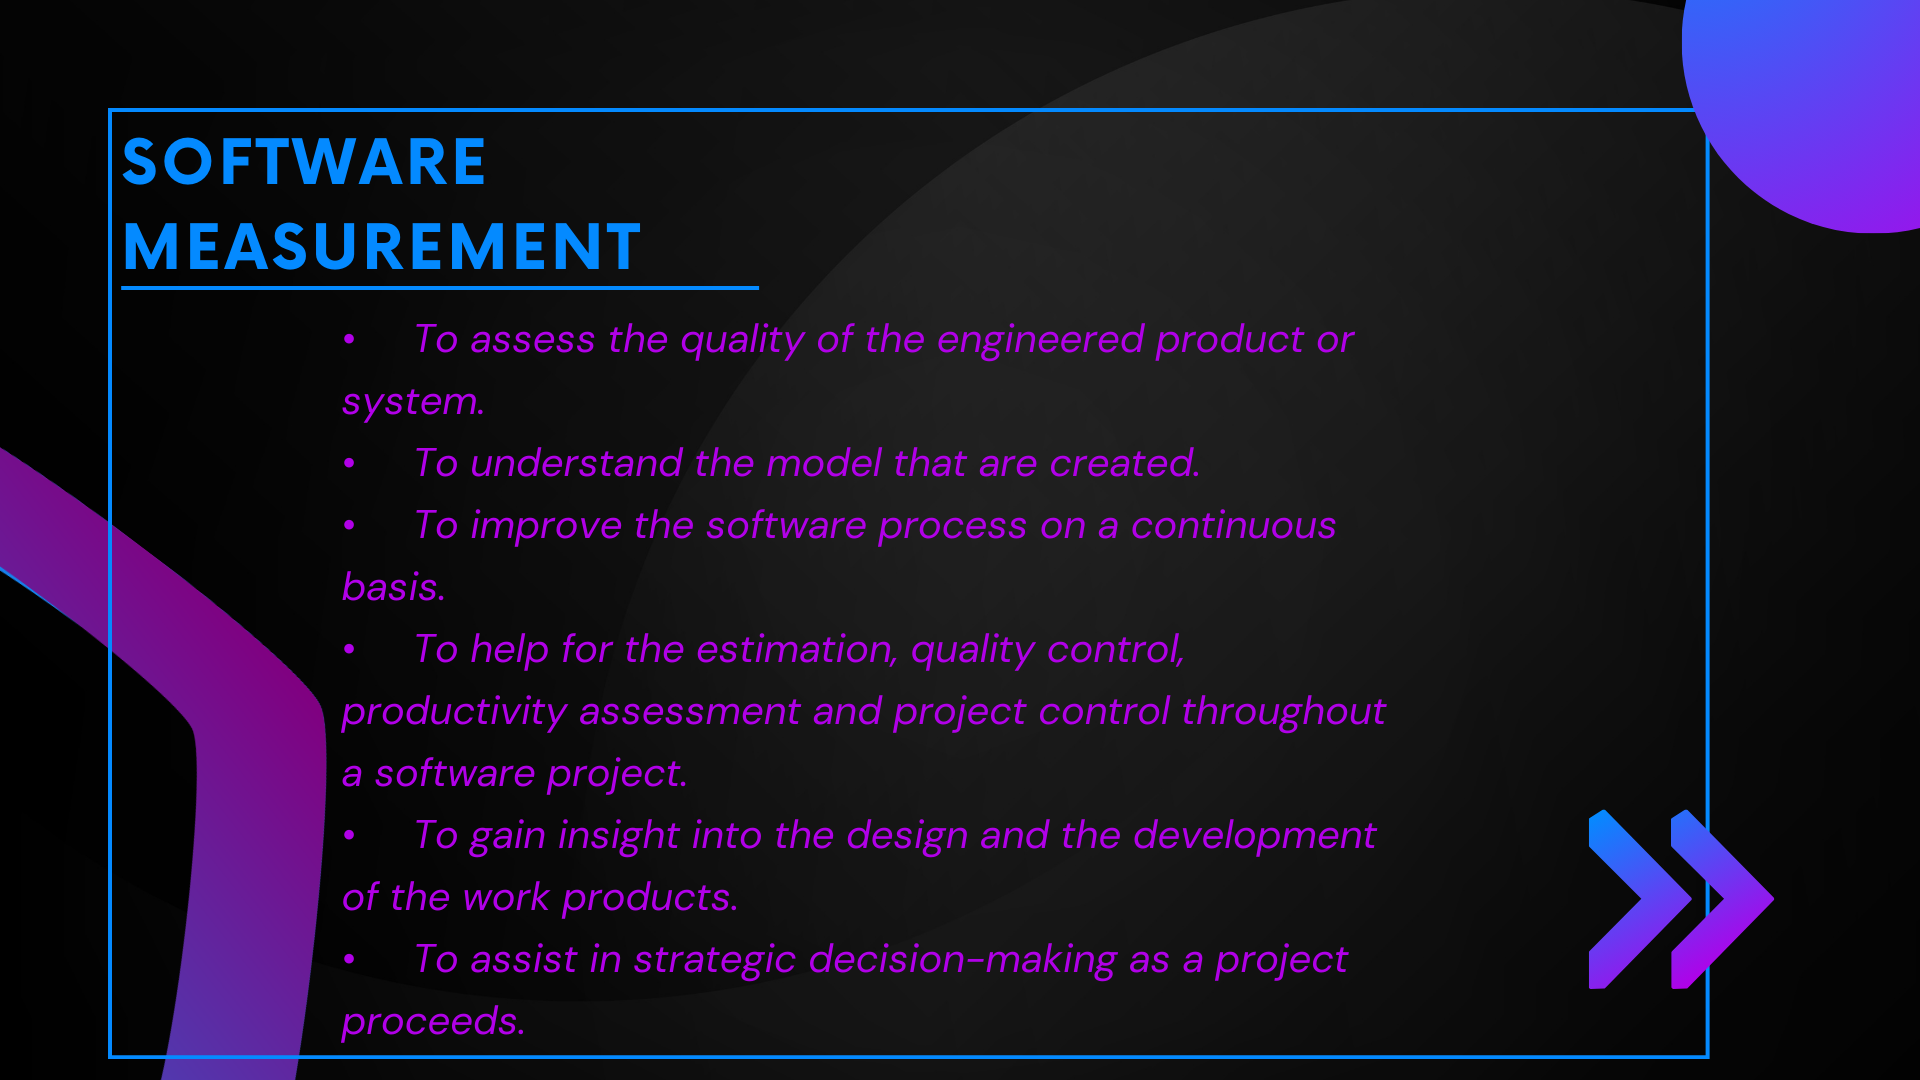 SOFTWARE
MEASUREMENT
• To assess the quality of the engineered product or
system.
• To understand the model that are created.
• To improve the software process on a continuous
basis.
• To help for the estimation, quality control,
productivity assessment and project control throughout
a software project.
• To gain insight into the design and the development
of the work products.
• To assist in strategic decision-making as a project
proceeds.